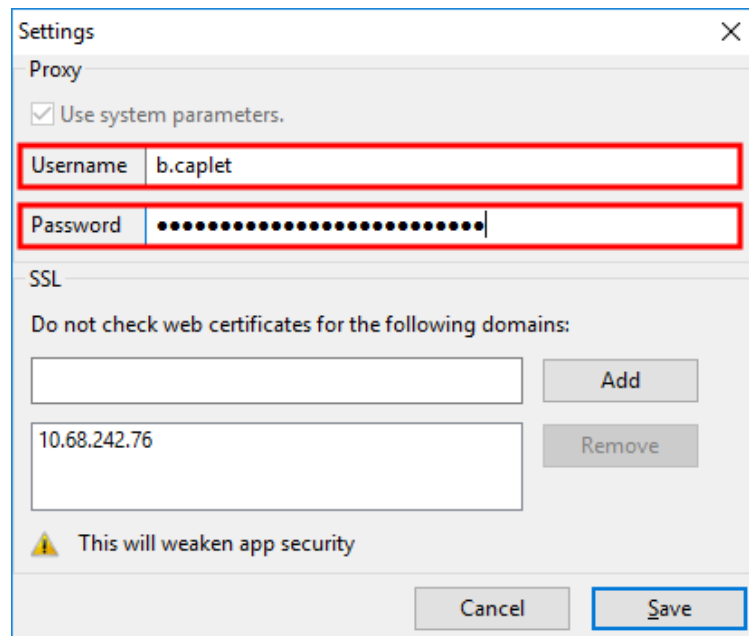 Settings
Proxy
Use system parameters.
Username b.caplet
Password ••••••••••••••••••••••••••
SSL
Do not check web certificates for the following domains:
Add
10.68.242.76
Remove
This will weaken app security
Cancel Save